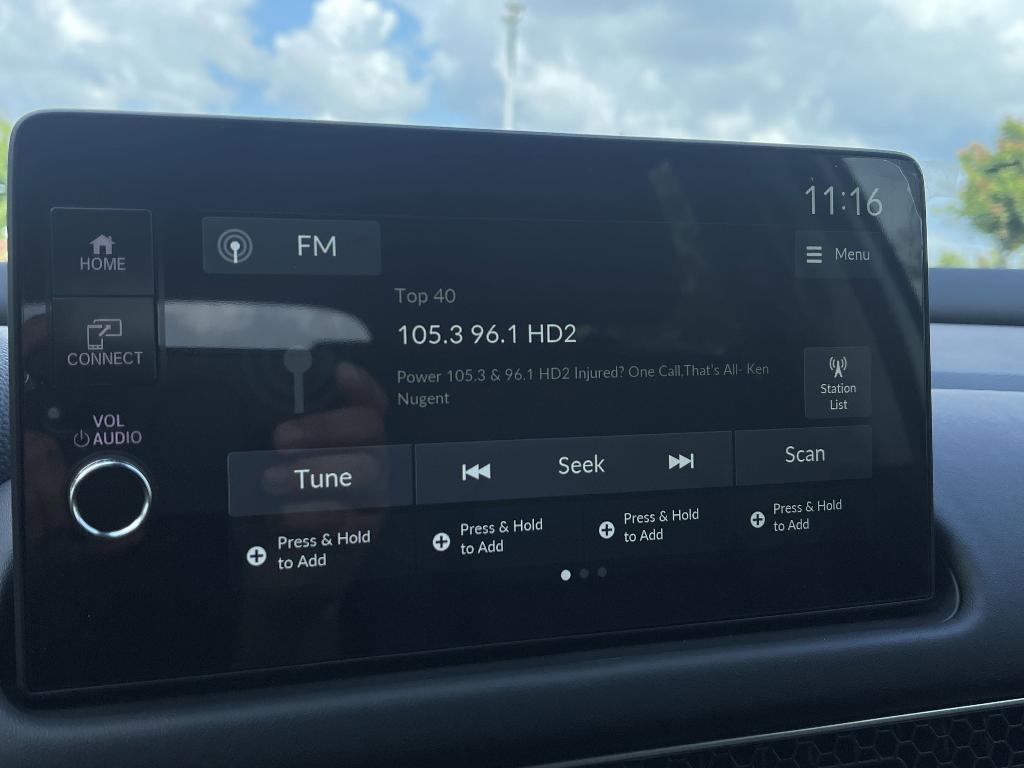 11:16
HOME
FM
Menu
CONNECT
Top 40
105.3 96.1 HD2
Power 105.3 & 96.1 HD2 Injured? One Call,That's All- Ken
Nugent
Station
List
VOL
AUDIO
Tune
Seek
Scan
Press & Hold
to Add
Press & Hold
to Add
Press & Hold
to Add
Press & Hold
to Add